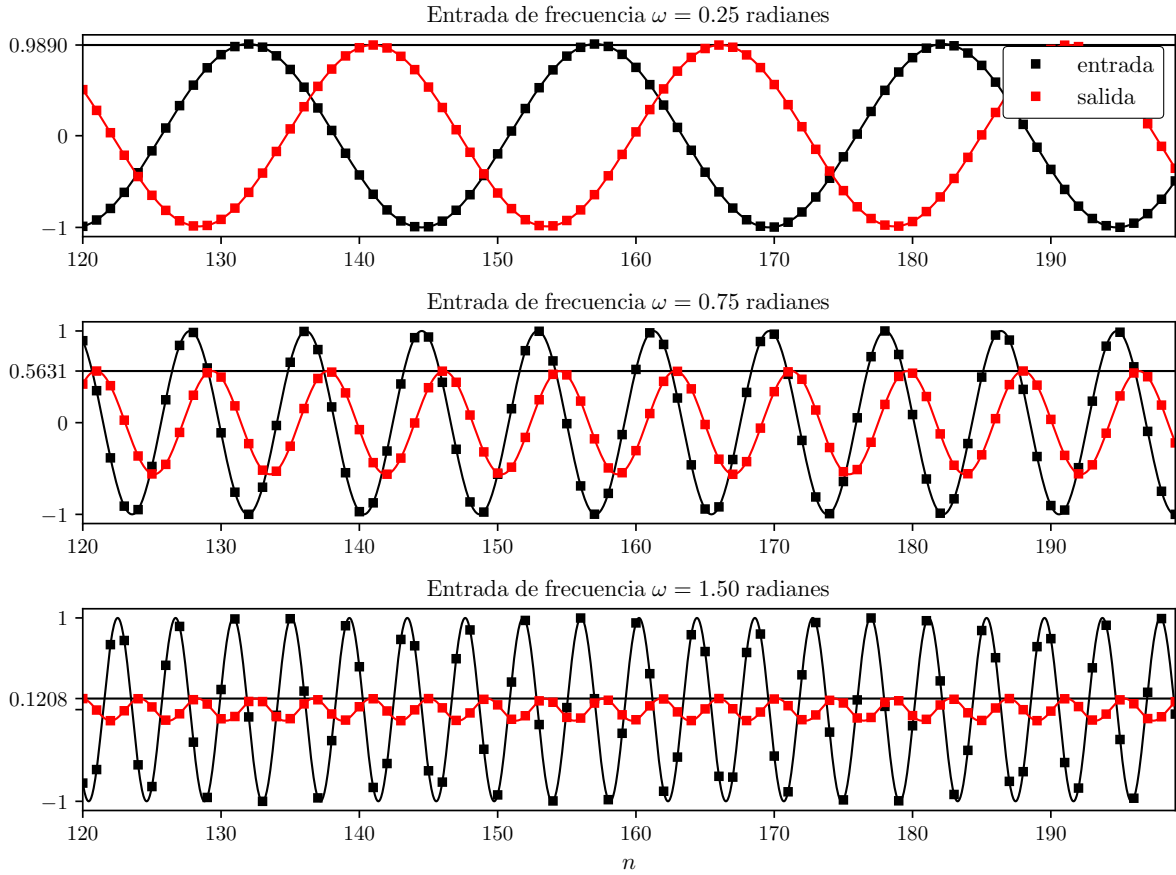 Entrada de frecuencia ω = 0.25 radianes
0.9890
0
−1
entrada
salida
120 130 140 150 160 170 180 190
Entrada de frecuencia ω = 0.75 radianes
1
0.5631
0
−1
120 130 140 150 160 170 180 190
Entrada de frecuencia ω = 1.50 radianes
1
0.1208
−1
120 130 140 150 160 170 180 190
n